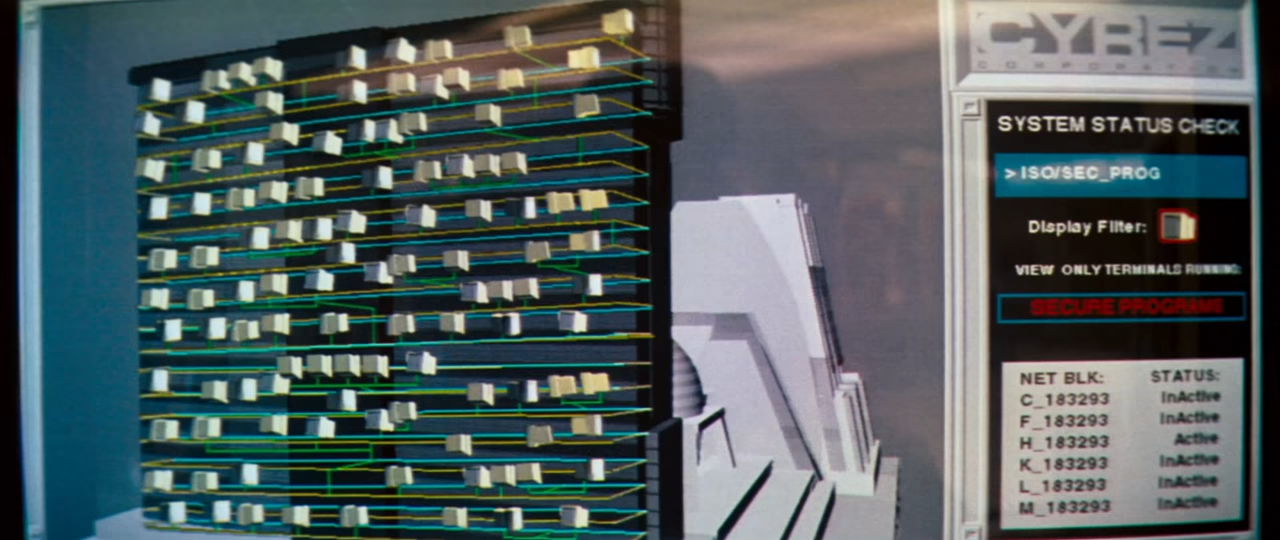 CYREZ
CORPORATION
SYSTEM STATUS CHECK
> ISO/SEC_PROG
Display Filter:
VIEW ONLY TERMINALS RUNNING:
SECURE PROGRAMS
NET BLK: STATUS:
C_183293 InActive
F_183293 InActive
H_183293 Active
K_183293 InActive
L_183293 InActive
M_183293 InActive